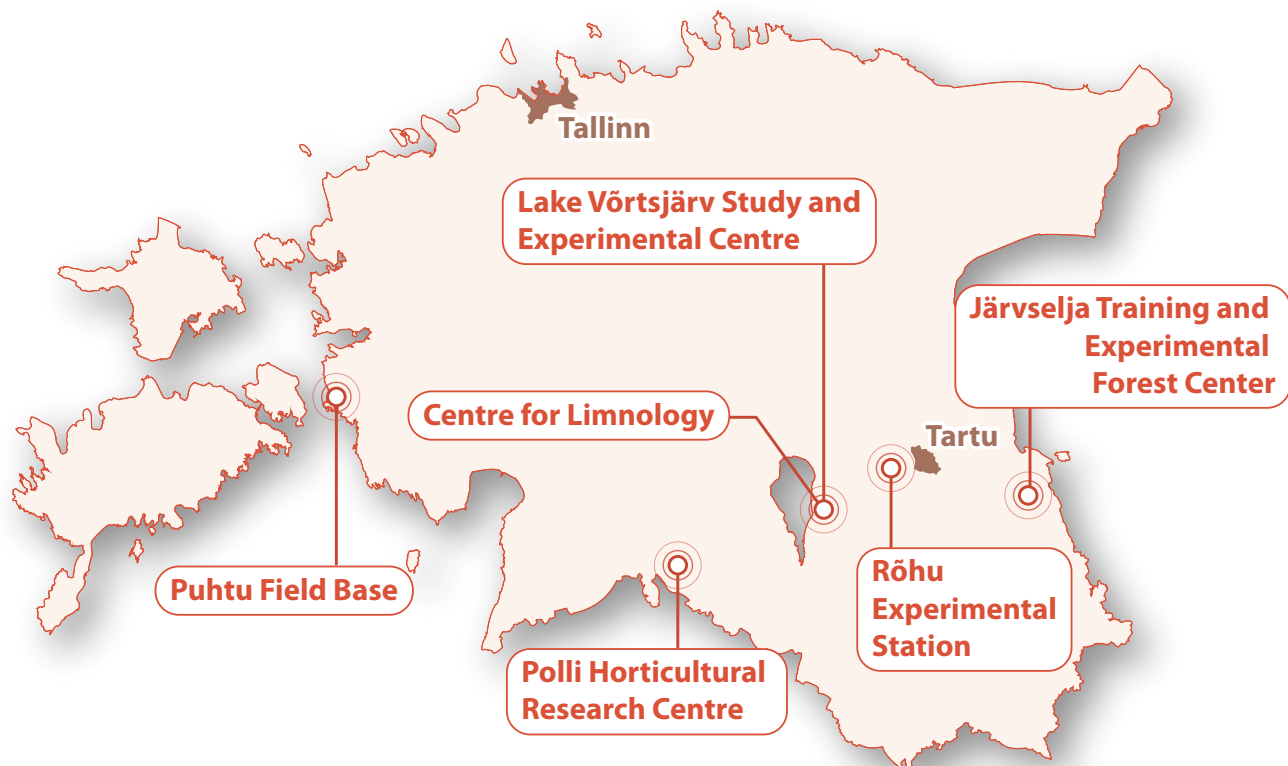 Tallinn
Lake Võrtsjärv Study and
Experimental Centre
Järvselja Training and
Experimental
Forest Center
Centre for Limnology
Tartu
Puhtu Field Base
Rõhu
Experimental
Station
Polli Horticultural
Research Centre